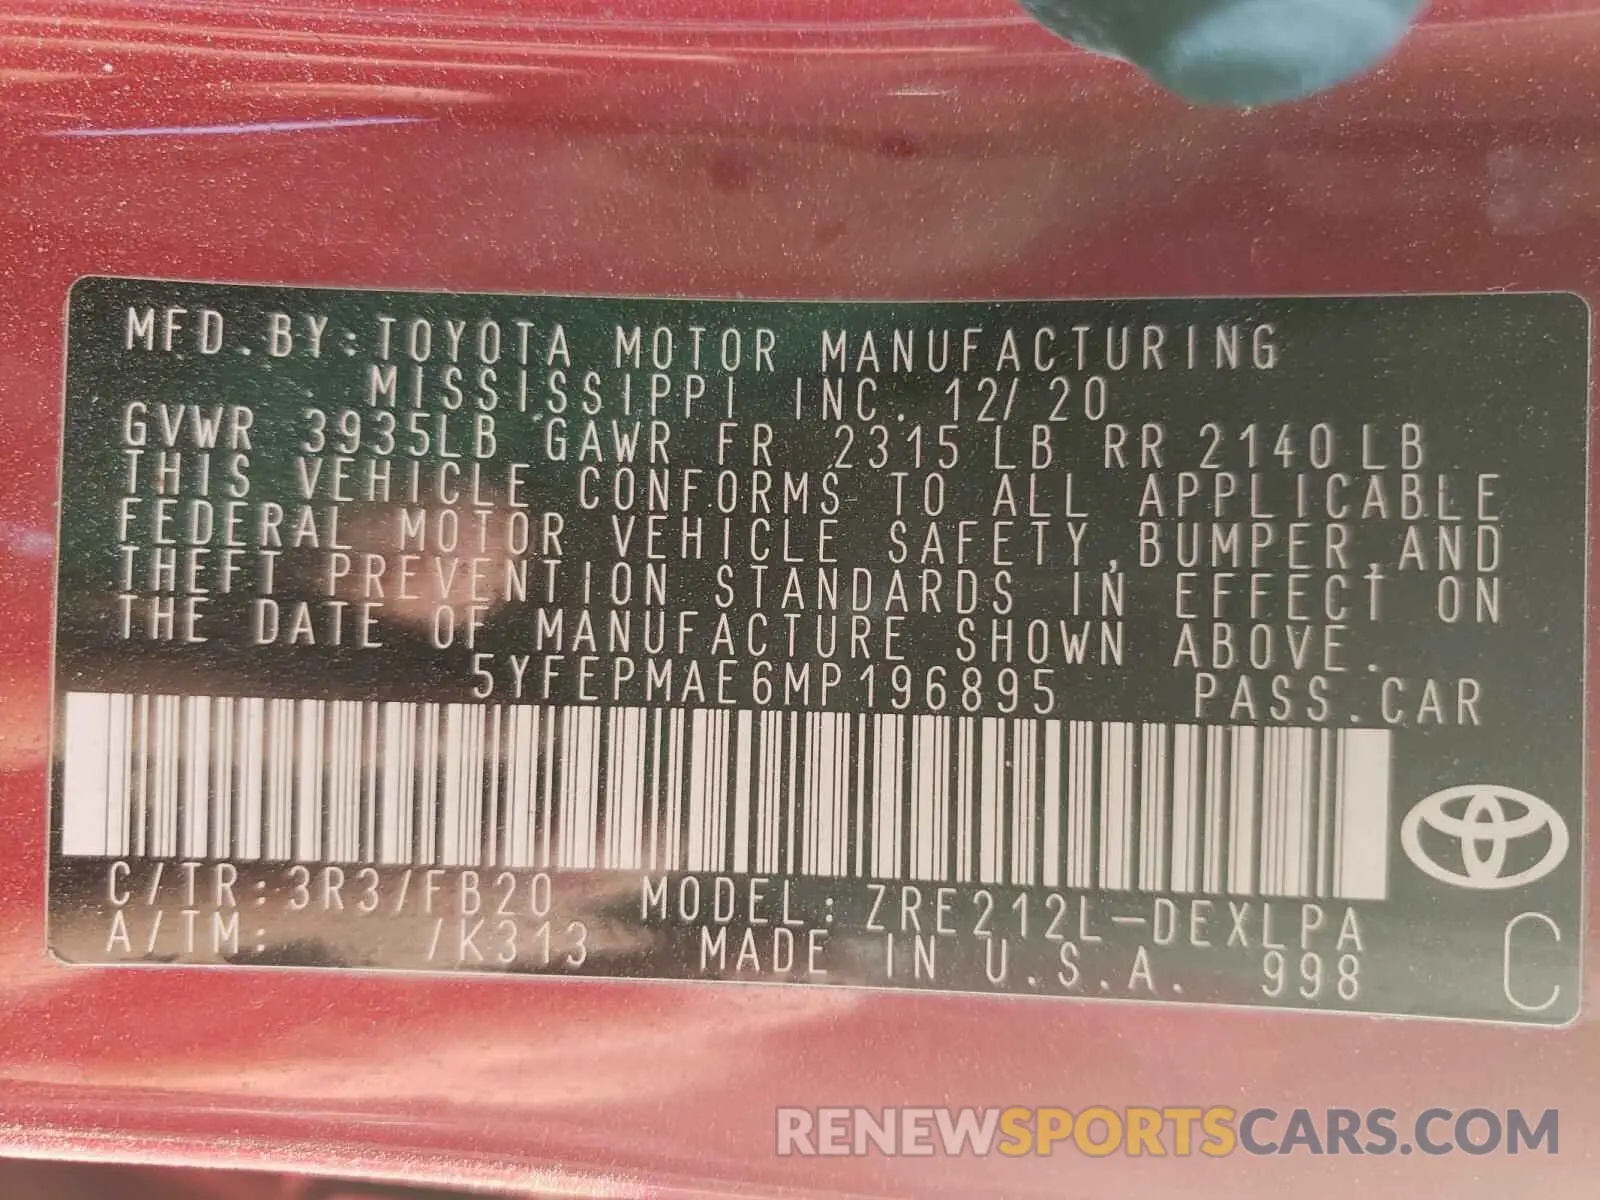 MFD.BY:TOYOTA MOTOR MANUFACTURING
MISSISSIPPI INC. 12/20
GVWR 3935LB GAWR FR 2315LB RR 2140LB
THIS VEHICLE CONFORMS TO ALL APPLICABLE
FEDERAL MOTOR VEHICLE SAFETY,BUMPER,AND
THEFT PREVENTION STANDARDS IN EFFECT ON
THE DATE OF MANUFACTURE SHOWN ABOVE.
5YFEPMAE6MP196895 PASS.CAR
C/TR:3R3/FB20 MODEL:ZRE212L-DEXLPA
A/TM: /K313 MADE IN U.S.A. 998
C
RENEWSPORTSCARS.COM